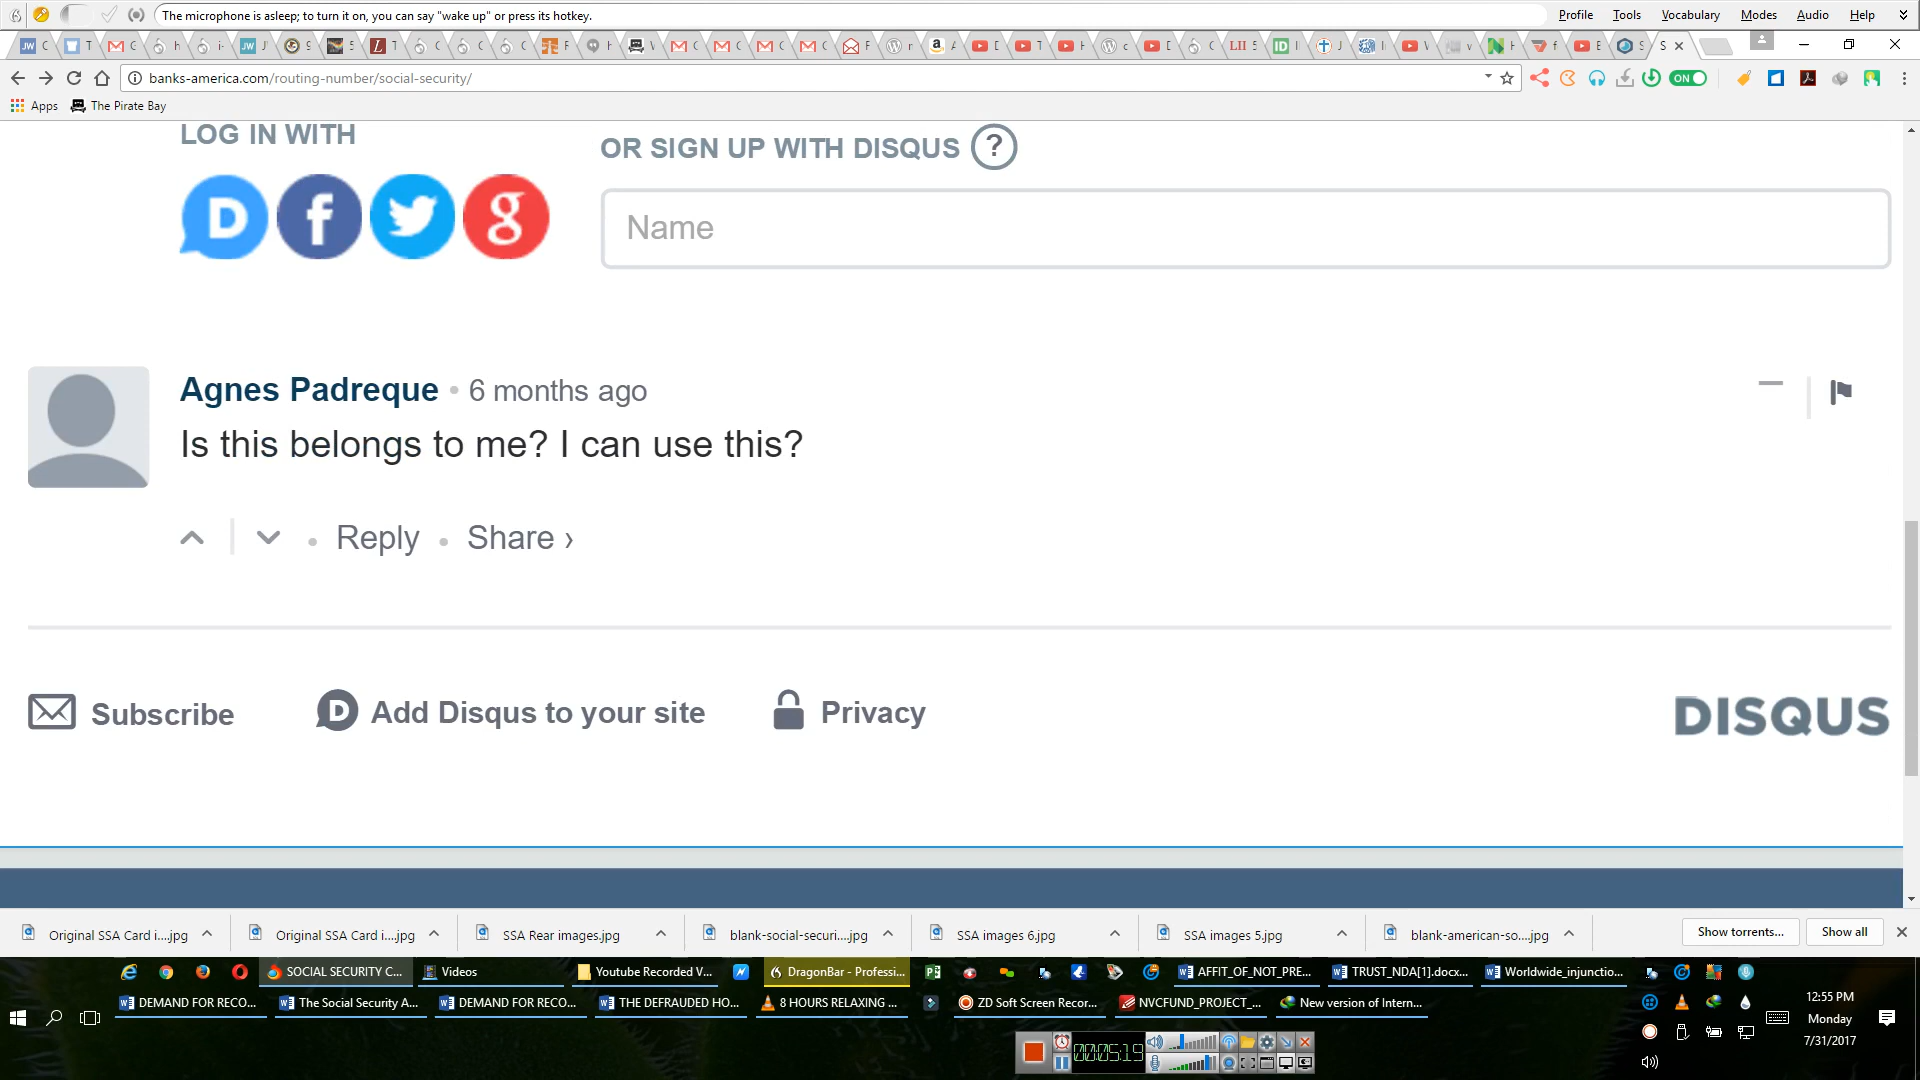 The microphone is asleep; to turn it on, you can say "wake up" or press its hotkey.
Profile Tools Vocabulary Modes Audio Help
banks-america.com/routing-number/social-security/
ON
Apps The Pirate Bay
LOG IN WITH
OR SIGN UP WITH DISQUS ?
Name
Agnes Padreque • 6 months ago
Is this belongs to me? I can use this?
Reply • Share ›
Subscribe Add Disqus to your site Privacy DISQUS
Original SSA Card i....jpg Original SSA Card i....jpg SSA Rear images.jpg blank-social-securi....jpg SSA images 6.jpg SSA images 5.jpg blank-american-so....jpg Show torrents... Show all
SOCIAL SECURITY C... Videos Youtube Recorded V... DragonBar - Professi... AFFIT_OF_NOT_PRE... TRUST_NDA[1].docx... Worldwide_injunctio...
DEMAND FOR RECO... The Social Security A... DEMAND FOR RECO... THE DEFRAUDED HO... 8 HOURS RELAXING ... ZD Soft Screen Recor... NVCFUND_PROJECT_... New version of Intern...
12:55 PM
Monday
7/31/2017
00:05:19